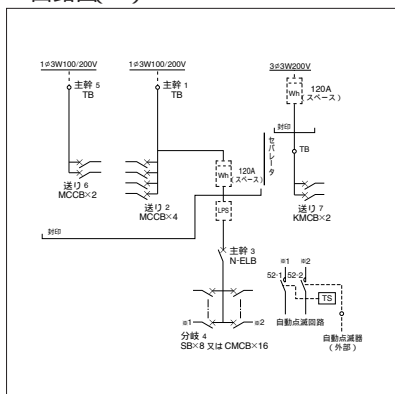 1φ3W100/200V
1φ3W100/200V
3φ3W200V
主幹 5
TB
主幹 1
TB
Wh
120A
(スペース)
封印
セパレータ
TB
送り 6
MCCB×2
送り 2
MCCB×4
Wh
120A
(スペース)
送り 7
KMCB×2
LPS
封印
主幹 3
N-ELB
※1
※2
52-1
52-2
TS
※1
※2
自動点滅回路
分岐 4
SB×8 又は CMCB×16
自動点滅器
(外部)